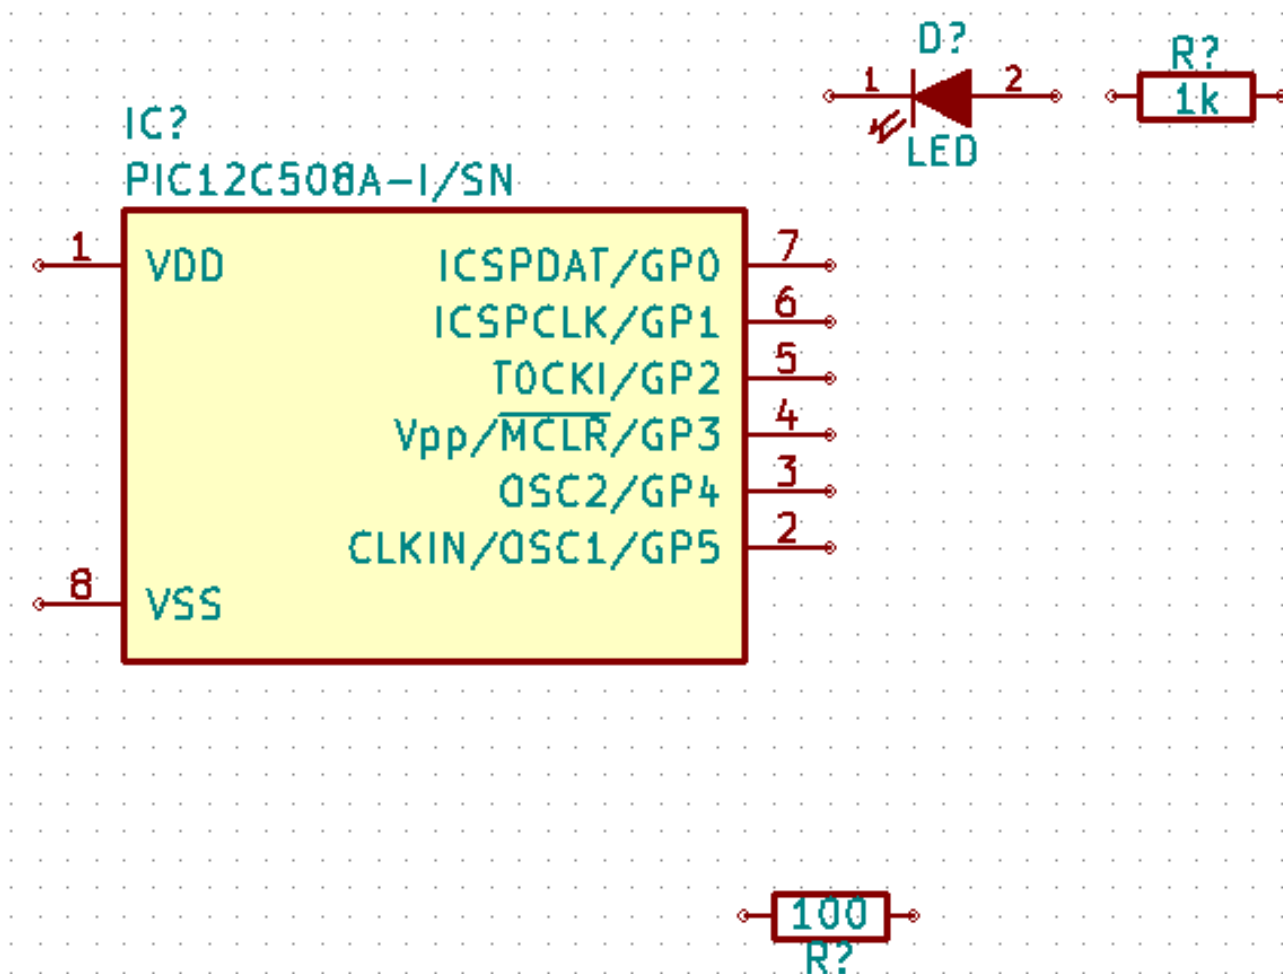 D?
R?
1
2
1k
LED
IC?
PIC12C508A-I/SN
1
VDD
ICSPDAT/GP0
7
ICSPCLK/GP1
6
T0CKI/GP2
5
Vpp/MCLR/GP3
4
OSC2/GP4
3
CLKIN/OSC1/GP5
2
8
VSS
100
R?